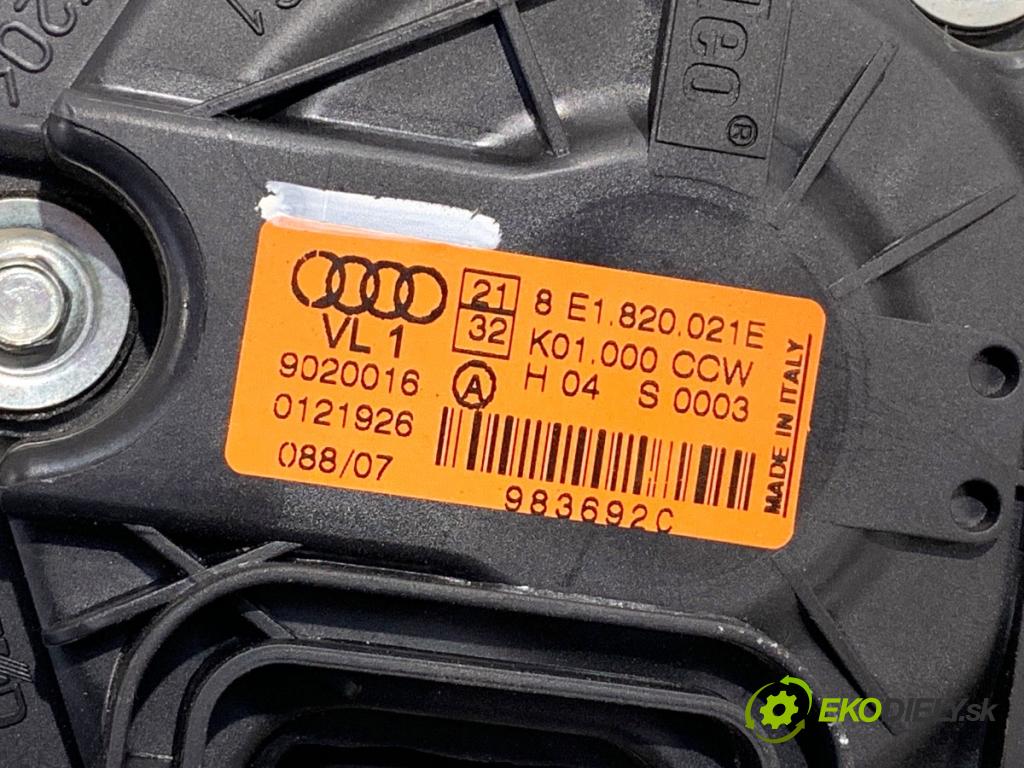 VL 1
9020016
0121926
088/07
21
32
A
8 E1.820.021E
K01.000 CCW
H 04 S 0003
983692C
MADE IN ITALY
®
EKODIELY.sk